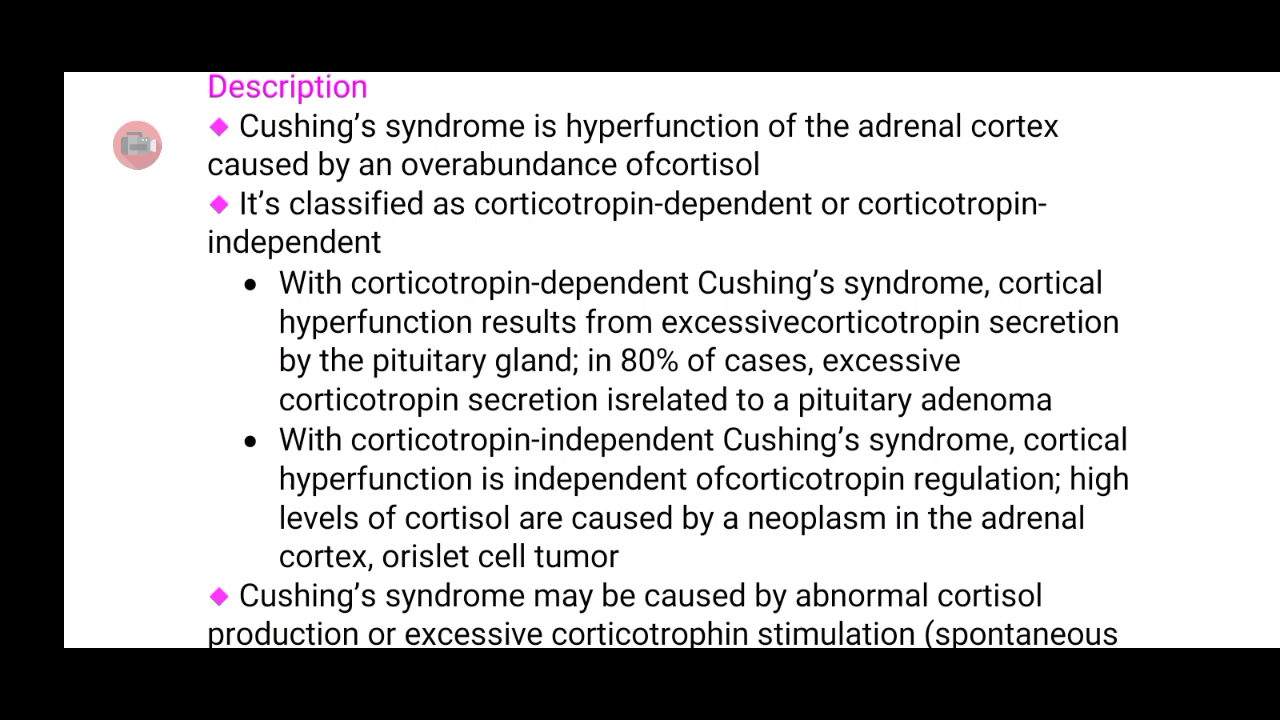 Description
◆ Cushing’s syndrome is hyperfunction of the adrenal cortex
caused by an overabundance ofcortisol
◆ It’s classified as corticotropin-dependent or corticotropin-
independent
● With corticotropin-dependent Cushing’s syndrome, cortical
hyperfunction results from excessivecorticotropin secretion
by the pituitary gland; in 80% of cases, excessive
corticotropin secretion isrelated to a pituitary adenoma
● With corticotropin-independent Cushing’s syndrome, cortical
hyperfunction is independent ofcorticotropin regulation; high
levels of cortisol are caused by a neoplasm in the adrenal
cortex, orislet cell tumor
◆ Cushing’s syndrome may be caused by abnormal cortisol
production or excessive corticotrophin stimulation (spontaneous